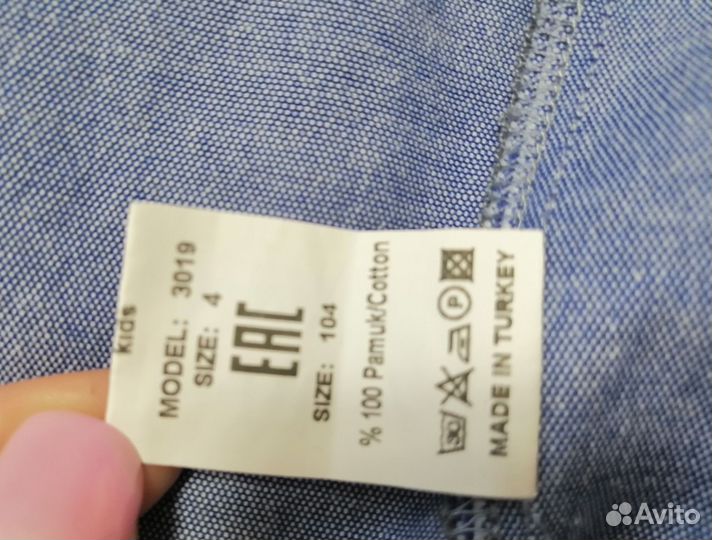 kids
MODEL: 3019
SIZE: 4
EAC
SIZE: 104
% 100 Pamuk/Cotton
30 P
MADE IN TURKEY
Avito